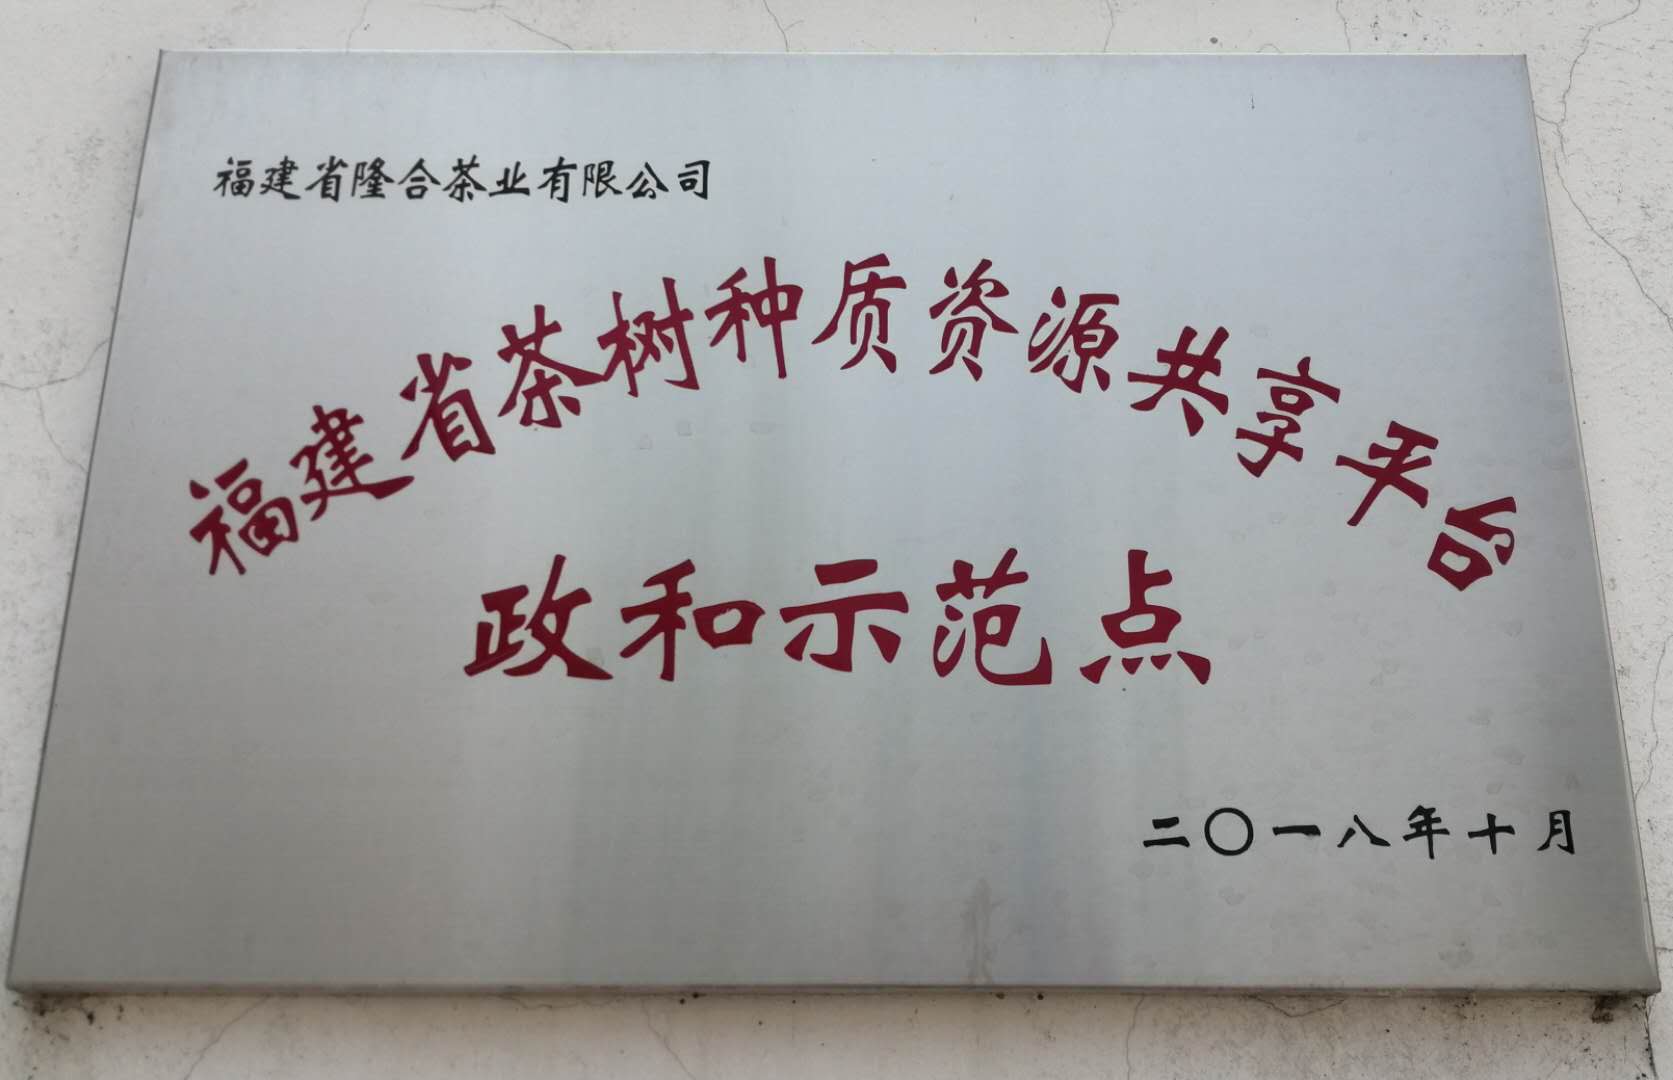 福建省隆合茶业有限公司
福建省茶树种质资源共享平台
政和示范点
二〇一八年十月